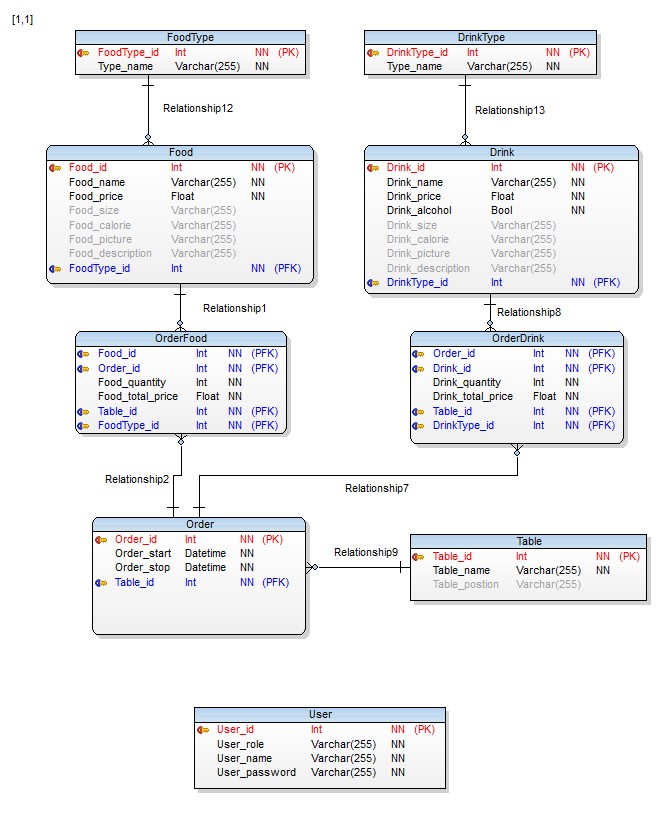 [1,1]
FoodType
FoodType_id Int NN (PK)
Type_name Varchar(255) NN
DrinkType
DrinkType_id Int NN (PK)
Type_name Varchar(255) NN
Relationship12
Relationship13
Food
Food_id Int NN (PK)
Food_name Varchar(255) NN
Food_price Float NN
Food_size Varchar(255)
Food_calorie Varchar(255)
Food_picture Varchar(255)
Food_description Varchar(255)
FoodType_id Int NN (PFK)
Drink
Drink_id Int NN (PK)
Drink_name Varchar(255) NN
Drink_price Float NN
Drink_alcohol Bool NN
Drink_size Varchar(255)
Drink_calorie Varchar(255)
Drink_picture Varchar(255)
Drink_description Varchar(255)
DrinkType_id Int NN (PFK)
Relationship1
Relationship8
OrderFood
Food_id Int NN (PFK)
Order_id Int NN (PFK)
Food_quantity Int NN
Food_total_price Float NN
Table_id Int NN (PFK)
FoodType_id Int NN (PFK)
OrderDrink
Order_id Int NN (PFK)
Drink_id Int NN (PFK)
Drink_quantity Int NN
Drink_total_price Float NN
Table_id Int NN (PFK)
DrinkType_id Int NN (PFK)
Relationship2
Relationship7
Order
Order_id Int NN (PK)
Order_start Datetime NN
Order_stop Datetime NN
Table_id Int NN (PFK)
Relationship9
Table
Table_id Int NN (PK)
Table_name Varchar(255) NN
Table_postion Varchar(255)
User
User_id Int NN (PK)
User_role Varchar(255) NN
User_name Varchar(255) NN
User_password Varchar(255) NN